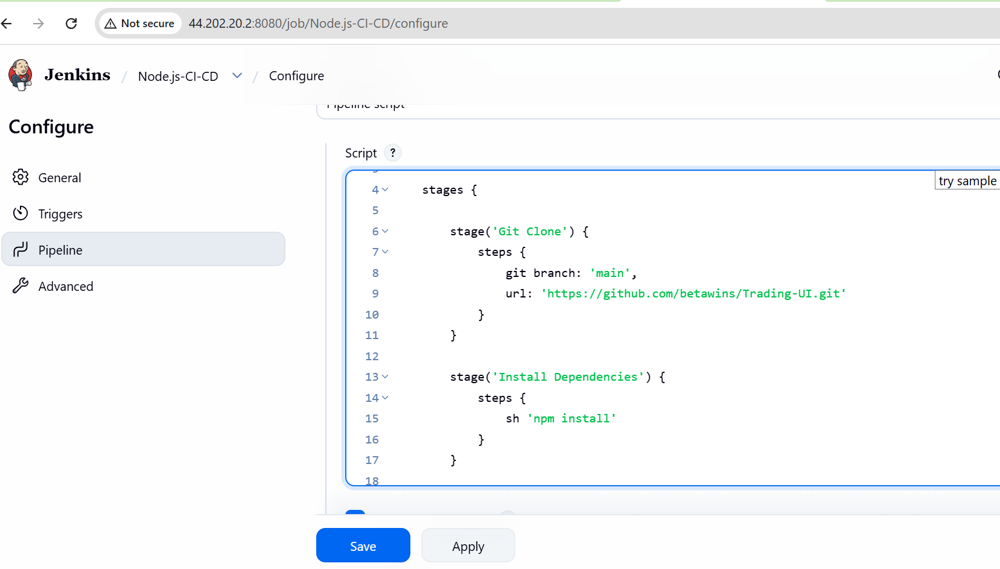 Not secure 44.202.20.2:8080/job/Node.js-CI-CD/configure
Jenkins / Node.js-CI-CD / Configure
Pipeline script
Configure
General
Triggers
Pipeline
Advanced
Script ?
try sample
4 stages {
5
6 stage('Git Clone') {
7 steps {
8 git branch: 'main',
9 url: 'https://github.com/betawins/Trading-UI.git'
10 }
11 }
12
13 stage('Install Dependencies') {
14 steps {
15 sh 'npm install'
16 }
17 }
18
Save Apply